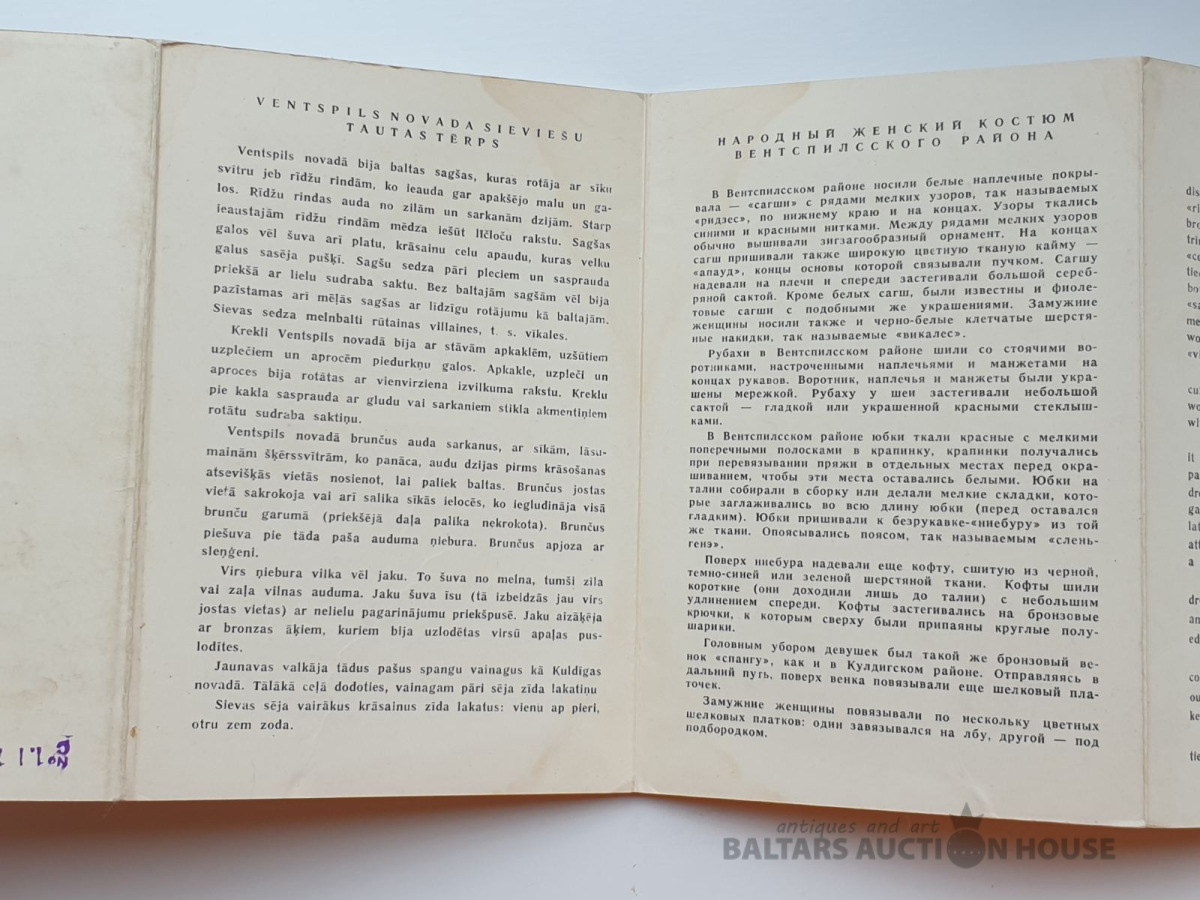 VENTSPILS NOVADA SIEVIEŠU
TAUTAS TĒRPS
Ventspils novadā bija baltas sagšas, kuras rotāja ar sīku
svītru jeb rīdžu rindām, ko ieauda gar apakšējo malu un ga-
los. Rīdžu rindas auda no zilām un sarkanām dzijām. Starp
ieaustajām rīdžu rindām mēdza iešūt līčloču rakstu. Sagšas
galos vēl šuva arī platu, krāsainu celu apaudu, kuras velku
galus sasēja pušķī. Sagšu sedza pāri pleciem un sasprauda
priekšā ar lielu sudraba saktu. Bez baltajām sagšām vēl bija
pazīstamas arī mēļās sagšas ar līdzīgu rotājumu kā baltajām.
Sievas sedza melnbalti rūtainas villaines, t. s. vīkales.
Krekli Ventspils novadā bija ar stāvām apkaklēm, uzšūtiem
uzplečiem un aprocēm piedurkņu galos. Apkakle, uzpleči un
aproces bija rotātas ar vienvirziena izvilkuma rakstu. Kreklu
pie kakla sasprauda ar gludu vai sarkaniem stikla akmentiņiem
rotātu sudraba saktiņu.
Ventspils novadā brunčus auda sarkanus, ar sīkām, lāsu-
mainām šķērssvītrām, ko panāca, audu dzijas pirms krāsošanas
atsevišķās vietās nosienot, lai paliek baltas. Brunčus jostas
vietā sakrokoja vai arī salika sīkās ielocēs, ko iegludināja visā
brunču garumā (priekšējā daļa palika nekrokota). Brunčus
piešuva pie tāda paša auduma ņiebura. Brunčus apjoza ar
sleņģeni.
Virs ņiebura vilka vēl jaku. To šuva no melna, tumši zila
vai zaļa vilnas auduma. Jaku šuva īsu (tā izbeidzās jau virs
jostas vietas) ar nelielu pagarinājumu priekšpusē. Jaku aizāķēja
ar bronzas āķiem, kuriem bija uzlodētas virsū apaļas pus-
lodītes.
Jaunavas valkāja tādus pašus spangu vainagus kā Kuldīgas
novadā. Tālākā ceļā dodoties, vainagam pāri sēja zīda lakatiņu
Sievas sēja vairākus krāsainus zīda lakatus: vienu ap pieri,
otru zem zoda.
НАРОДНЫЙ ЖЕНСКИЙ КОСТЮМ
ВЕНТСПИЛССКОГО РАЙОНА
В Вентспилсском районе носили белые наплечные покры-
вала — «сагши» с рядами мелких узоров, так называемых
«ридзес», по нижнему краю и на концах. Узоры ткались
синими и красными нитками. Между рядами мелких узоров
обычно вышивали зигзагообразный орнамент. На концах
сагш пришивали также широкую цветную тканую кайму —
«апауд», концы основы которой связывали пучком. Сагшу
надевали на плечи и спереди застегивали большой сереб-
ряной сактой. Кроме белых сагш, были известны и фиоле-
товые сагши с подобными же украшениями. Замужние
женщины носили также и черно-белые клетчатые шерстя-
ные накидки, так называемые «викалес».
Рубахи в Вентспилсском районе шили со стоячими во-
ротниками, настроченными наплечьями и манжетами на
концах рукавов. Воротник, наплечья и манжеты были укра-
шены мережкой. Рубаху у шеи застегивали небольшой
сактой — гладкой или украшенной красными стеклыш-
ками.
В Вентспилсском районе юбки ткали красные с мелкими
поперечными полосками в крапинку, крапинки получались
при перевязывании пряжи в отдельных местах перед окра-
шиванием, чтобы эти места оставались белыми. Юбки на
талии собирали в сборку или делали мелкие складки, кото-
рые заглаживались во всю длину юбки (перед оставался
гладким). Юбки пришивали к безрукавке-«ниебуру» из той
же ткани. Опоясывались поясом, так называемым «слень-
генэ».
Поверх ниебура надевали еще кофту, сшитую из черной,
темно-синей или зеленой шерстяной ткани. Кофты шили
короткие (они доходили лишь до талии) с небольшим
удлинением спереди. Кофты застегивались на бронзовые
крючки, к которым сверху были припаяны круглые полу-
шарики.
Головным убором девушек был такой же бронзовый ве-
нок «спангу», как и в Кулдигском районе. Отправляясь в
дальний путь, поверх венка повязывали еще шелковый пла-
точек.
Замужние женщины повязывали по нескольку цветных
шелковых платков: один завязывался на лбу, другой — под
подбородком.
antiques and art
BALTARS AUCTION HOUSE